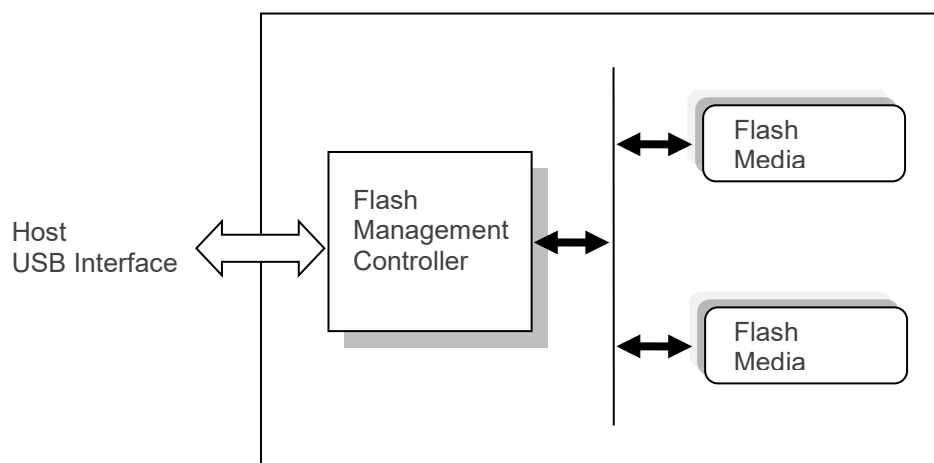 Flash
Media
Flash
Management
Controller
Host
USB Interface
Flash
Media